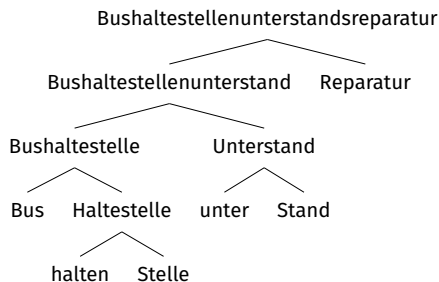 Bushaltestellenunterstandsreparatur
Bushaltestellenunterstand Reparatur
Bushaltestelle Unterstand
Bus Haltestelle unter Stand
halten Stelle